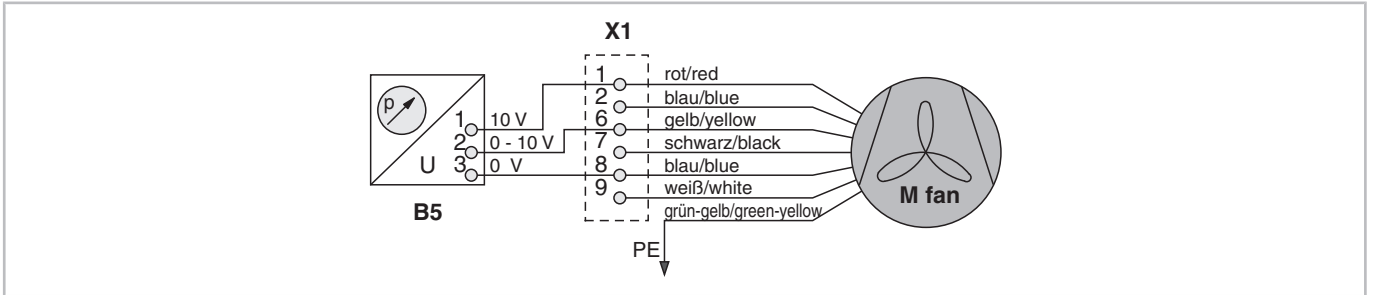 X1
1 rot/red
2 blau/blue
p
1 10 V 6 gelb/yellow
2 0 - 10 V 7 schwarz/black
U 3 0 V 8 blau/blue
9 weiß/white
B5 M fan
grün-gelb/green-yellow
PE